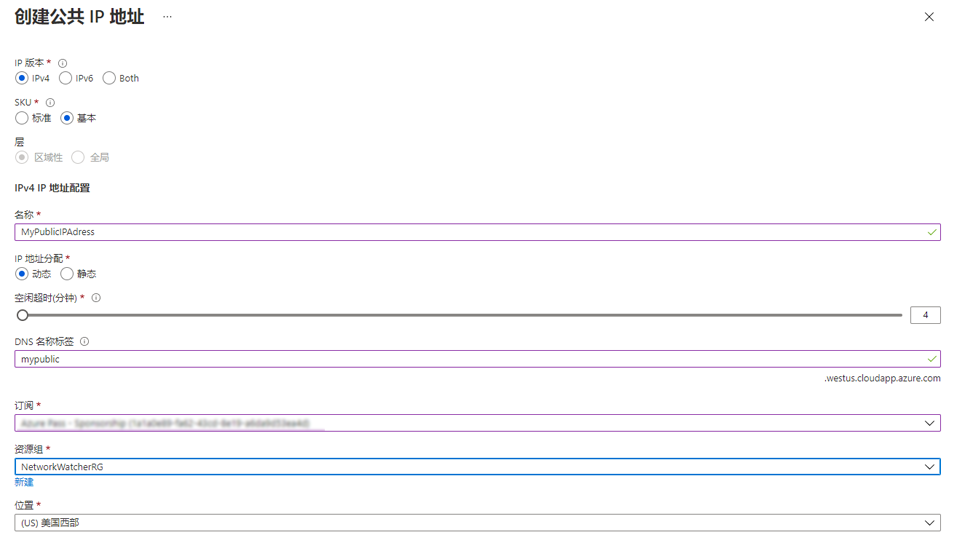 创建公共 IP 地址 ...
IP 版本 *
IPv4 IPv6 Both
SKU *
标准 基本
层
区域性 全局
IPv4 IP 地址配置
名称 *
MyPublicIPAdress
IP 地址分配 *
动态 静态
空闲超时(分钟) *
4
DNS 名称标签
mypublic
.westus.cloudapp.azure.com
订阅 *
Azure Pass - Sponsorship
资源组 *
NetworkWatcherRG
新建
位置 *
(US) 美国西部